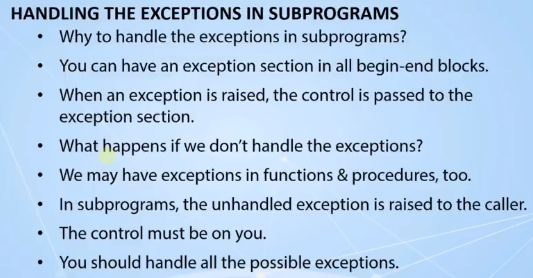 HANDLING THE EXCEPTIONS IN SUBPROGRAMS
• Why to handle the exceptions in subprograms?
• You can have an exception section in all begin-end blocks.
• When an exception is raised, the control is passed to the
exception section.
• What happens if we don't handle the exceptions?
• We may have exceptions in functions & procedures, too.
• In subprograms, the unhandled exception is raised to the caller.
• The control must be on you.
• You should handle all the possible exceptions.